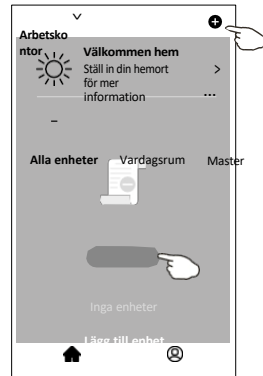 Arbetsko
ntor
Välkommen hem
Ställ in din hemort
för mer
information
...
Alla enheter Vardagsrum Master
Inga enheter
Lägg till enhet